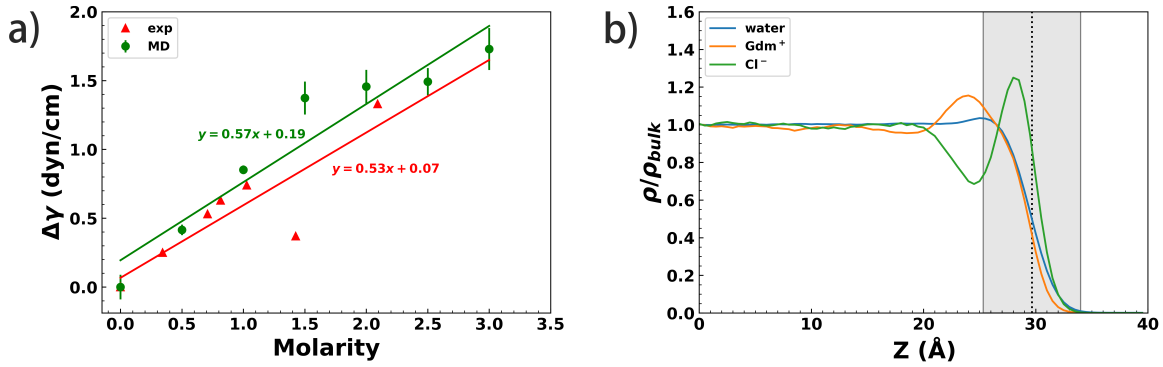 a)
exp
MD
y = 0.57x + 0.19
y = 0.53x + 0.07
Δγ (dyn/cm)
2.0
1.5
1.0
0.5
0.0
0.0 0.5 1.0 1.5 2.0 2.5 3.0 3.5
Molarity
b)
water
Gdm⁺
Cl⁻
ρ/ρbulk
1.6
1.4
1.2
1.0
0.8
0.6
0.4
0.2
0.0
0 10 20 30 40
Z (Å)